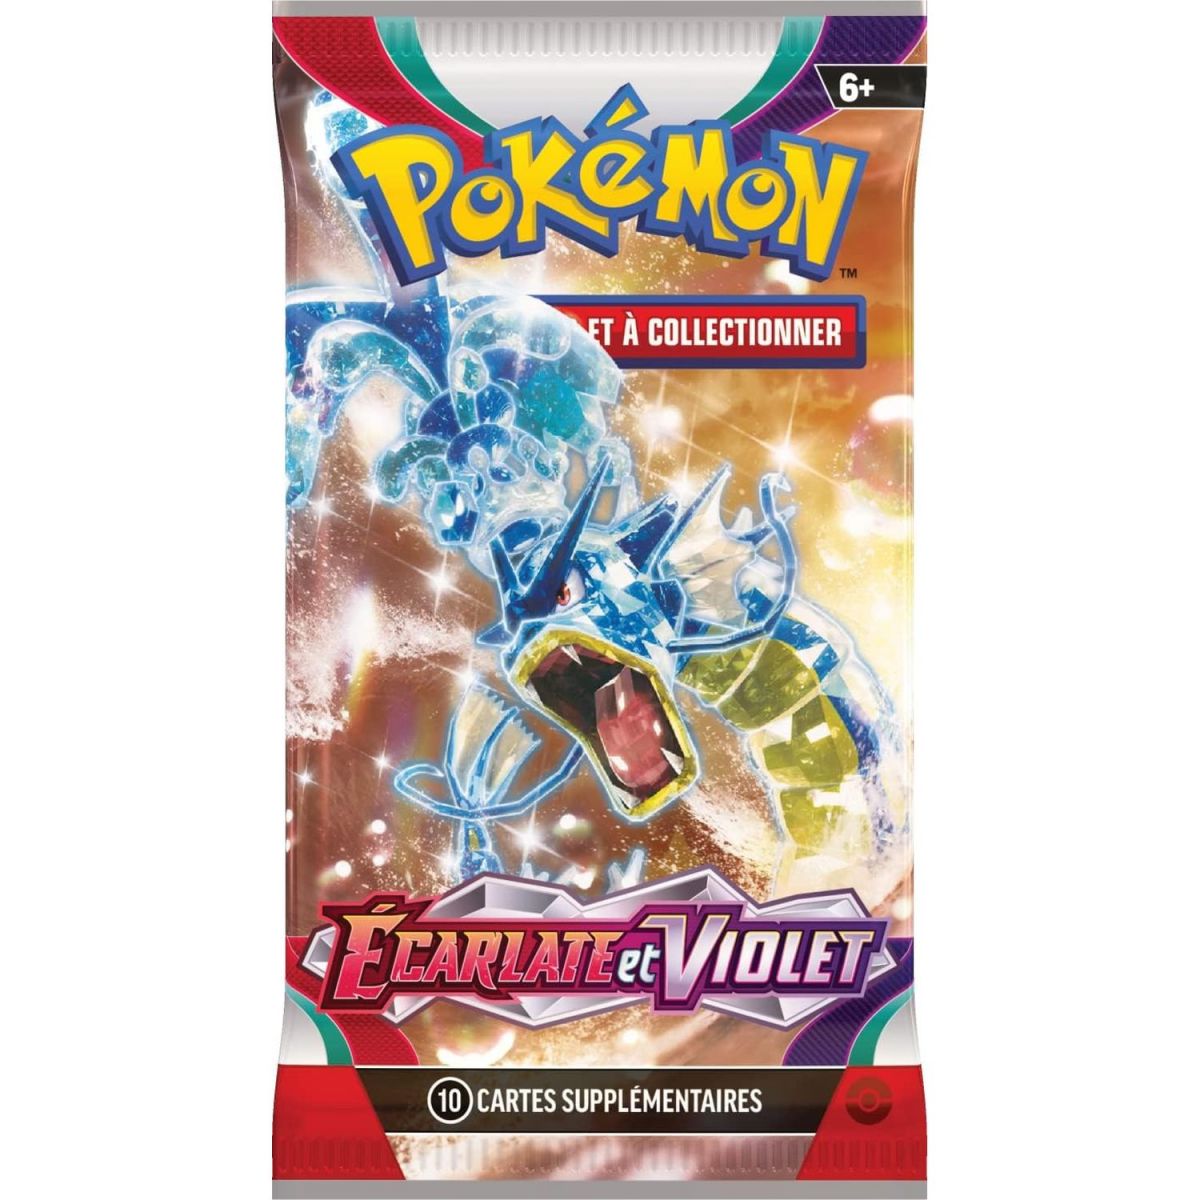 6+
POKéMON
™
ET À COLLECTIONNER
ÉCARLATE et VIOLET
10 CARTES SUPPLÉMENTAIRES